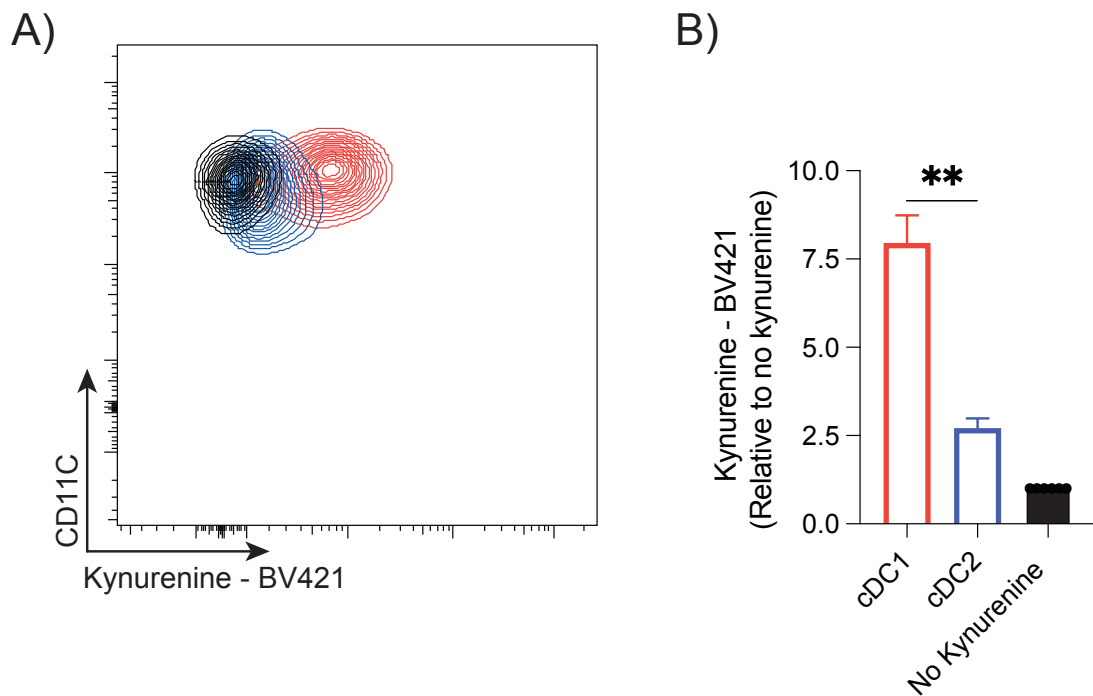 A)
CD11C
Kynurenine - BV421
B)
Kynurenine - BV421
(Relative to no kynurenine)
10.0
7.5
5.0
2.5
0.0
**
cDC1
cDC2
No Kynurenine